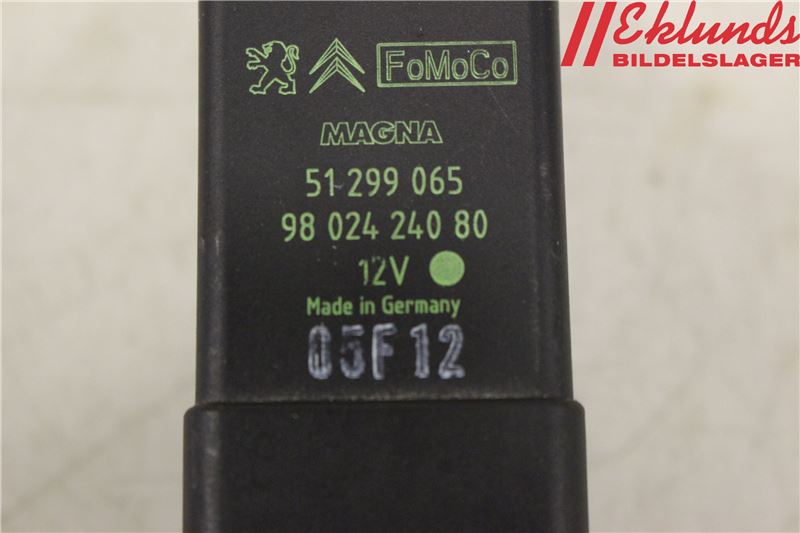 Eklunds
BILDELSLAGER
FoMoCo
MAGNA
51 299 065
98 024 240 80
12V
Made in Germany
05F12